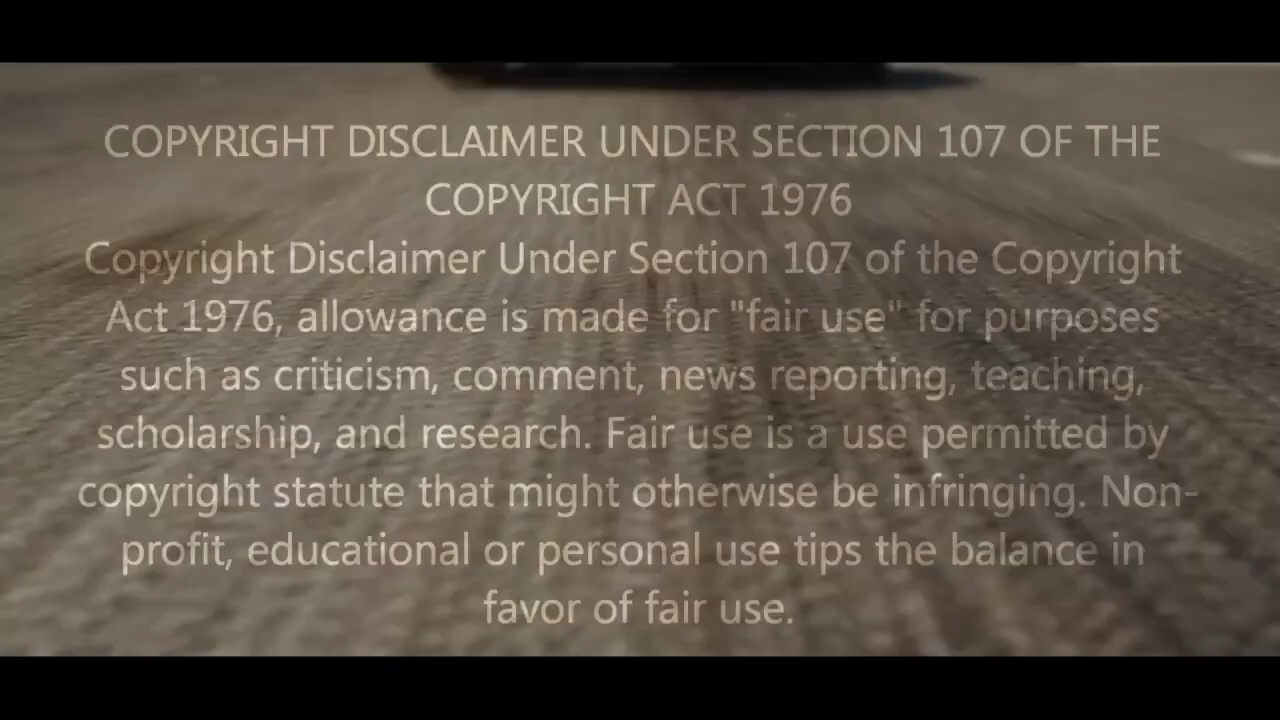 COPYRIGHT DISCLAIMER UNDER SECTION 107 OF THE
COPYRIGHT ACT 1976
Copyright Disclaimer Under Section 107 of the Copyright
Act 1976, allowance is made for "fair use" for purposes
such as criticism, comment, news reporting, teaching,
scholarship, and research. Fair use is a use permitted by
copyright statute that might otherwise be infringing. Non-
profit, educational or personal use tips the balance in
favor of fair use.